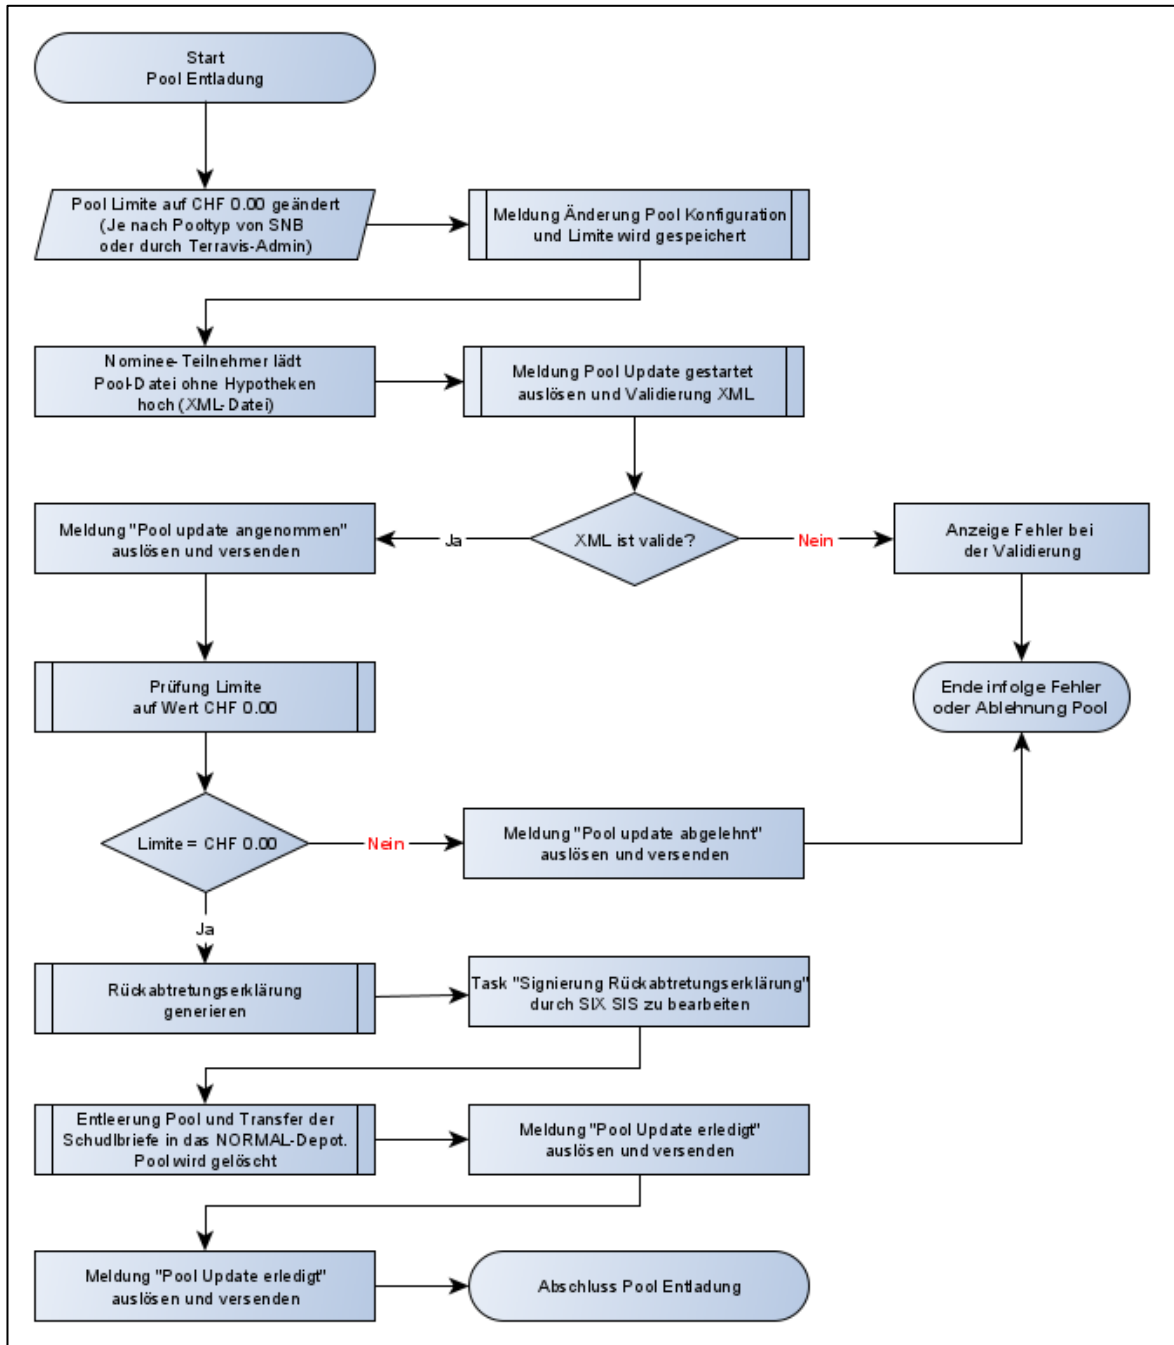 Start
Pool Entladung
Pool Limite auf CHF 0.00 geändert
(Je nach Pooltyp von SNB
oder durch Terravis-Admin)
Meldung Änderung Pool Konfiguration
und Limite wird gespeichert
Nominee-Teilnehmer lädt
Pool-Datei ohne Hypotheken
hoch (XML-Datei)
Meldung Pool Update gestartet
auslösen und Validierung XML
Meldung "Pool update angenommen"
auslösen und versenden
Ja
XML ist valide?
Nein
Anzeige Fehler bei
der Validierung
Prüfung Limite
auf Wert CHF 0.00
Ende infolge Fehler
oder Ablehnung Pool
Limite = CHF 0.00
Nein
Meldung "Pool update abgelehnt"
auslösen und versenden
Ja
Rückabtretungserklärung
generieren
Task "Signierung Rückabtretungserklärung"
durch SIX SIS zu bearbeiten
Entleerung Pool und Transfer der
Schudlbriefe in das NORMAL-Depot.
Pool wird gelöscht
Meldung "Pool Update erledigt"
auslösen und versenden
Meldung "Pool Update erledigt"
auslösen und versenden
Abschluss Pool Entladung